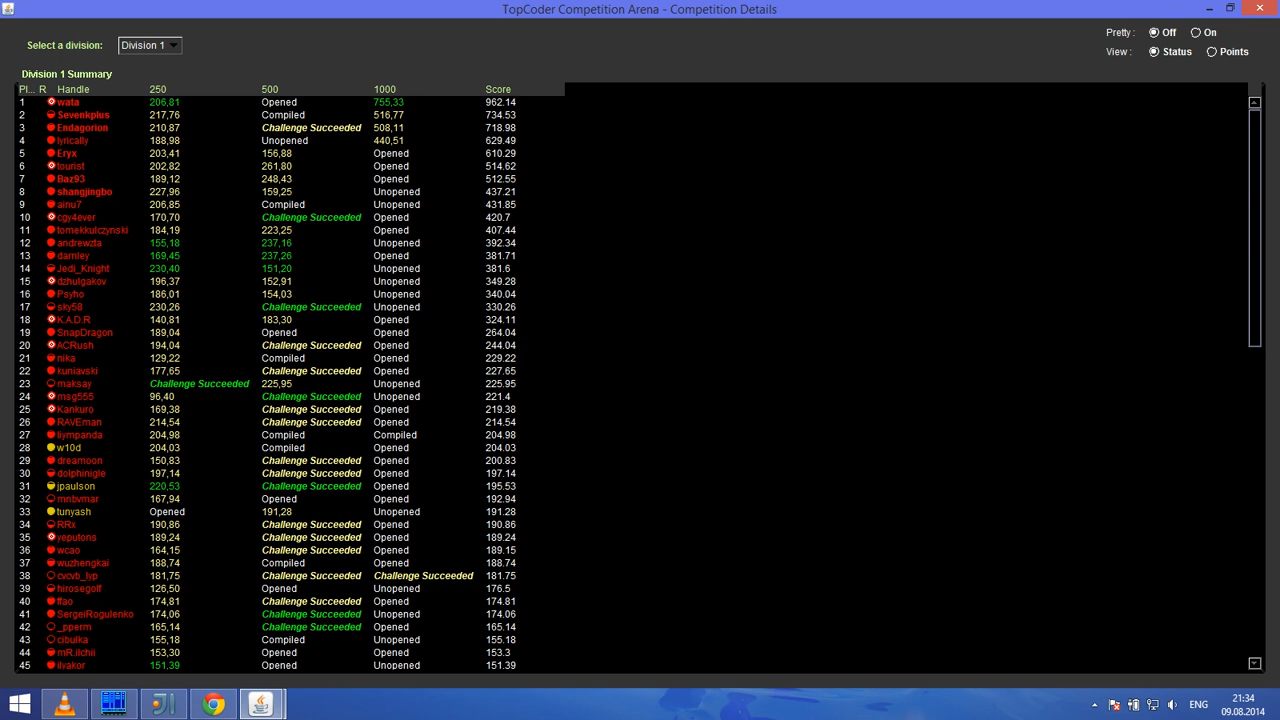 TopCoder Competition Arena - Competition Details
Pretty : Off On
Select a division: Division 1
View : Status Points
Division 1 Summary
Pl... R Handle 250 500 1000 Score
1 wata 206,81 Opened 755,33 962.14
2 Sevenkplus 217,76 Compiled 516,77 734.53
3 Endagorion 210,87 Challenge Succeeded 508,11 718.98
4 lyrically 188,98 Unopened 440,51 629.49
5 Eryx 203,41 156,88 Opened 610.29
6 tourist 202,82 261,80 Opened 514.62
7 Baz93 189,12 248,43 Opened 512.55
8 shangjingbo 227,96 159,25 Unopened 437.21
9 ainu7 206,85 Compiled Unopened 431.85
10 cgy4ever 170,70 Challenge Succeeded Opened 420.7
11 tomekkulczynski 184,19 223,25 Opened 407.44
12 andrewzta 155,18 237,16 Unopened 392.34
13 darnley 169,45 237,26 Opened 381.71
14 Jedi_Knight 230,40 151,20 Unopened 381.6
15 dzhulgakov 196,37 152,91 Unopened 349.28
16 Psyho 186,01 154,03 Unopened 340.04
17 sky58 230,26 Challenge Succeeded Unopened 330.26
18 K.A.D.R 140,81 183,30 Opened 324.11
19 SnapDragon 189,04 Opened Opened 264.04
20 ACRush 194,04 Challenge Succeeded Opened 244.04
21 nika 129,22 Compiled Opened 229.22
22 kuniavski 177,65 Challenge Succeeded Opened 227.65
23 maksay Challenge Succeeded 225,95 Unopened 225.95
24 msg555 96,40 Challenge Succeeded Unopened 221.4
25 Kankuro 169,38 Challenge Succeeded Opened 219.38
26 RAVEman 214,54 Challenge Succeeded Opened 214.54
27 liympanda 204,98 Compiled Compiled 204.98
28 w10d 204,03 Compiled Opened 204.03
29 dreamoon 150,83 Challenge Succeeded Opened 200.83
30 dolphinigle 197,14 Challenge Succeeded Opened 197.14
31 jpaulson 220,53 Challenge Succeeded Opened 195.53
32 mnbvmar 167,94 Opened Opened 192.94
33 tunyash Opened 191,28 Unopened 191.28
34 RRx 190,86 Challenge Succeeded Opened 190.86
35 yeputons 189,24 Challenge Succeeded Opened 189.24
36 wcao 164,15 Challenge Succeeded Opened 189.15
37 wuzhengkai 188,74 Compiled Opened 188.74
38 cvcvb_lyp 181,75 Challenge Succeeded Challenge Succeeded 181.75
39 hirosegolf 126,50 Opened Unopened 176.5
40 ffao 174,81 Challenge Succeeded Opened 174.81
41 SergeiRogulenko 174,06 Challenge Succeeded Unopened 174.06
42 _pperm 165,14 Challenge Succeeded Opened 165.14
43 cibulka 155,18 Compiled Unopened 155.18
44 mR.ilchii 153,30 Opened Opened 153.3
45 ilyakor 151,39 Opened Unopened 151.39
21:34
09.08.2014